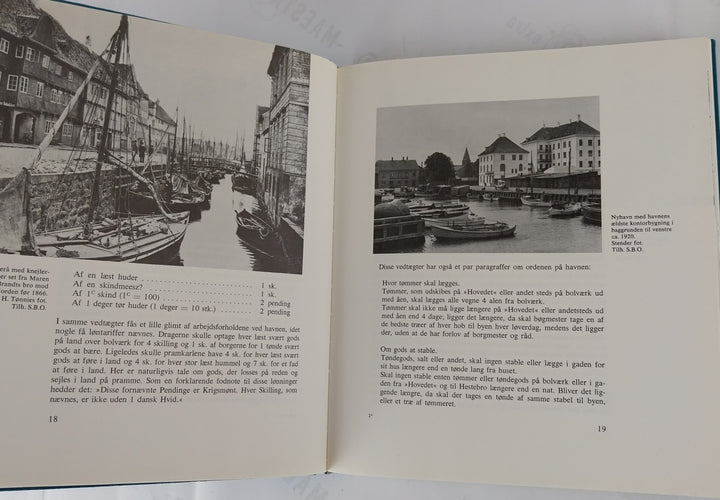 erå med knejler-
er set fra Maren
brandts bro mod
rden før 1866.
H. Tønnies fot.
Tilh. S.B.O.
Af en læst huder . . . . . . . . . . . . . . . . . . . . . . . . . . . 1 sk.
Af en skindmeesz? . . . . . . . . . . . . . . . . . . . . . . . . . . 1 sk.
Af 1c skind (1c = 100) . . . . . . . . . . . . . . . . . . . . . . . 2 pending
Af 1 deger tør huder (1 deger = 10 stk.) . . . . . . . . . . . 2 pending
I samme vedtægter fås et lille glimt af arbejdsforholdene ved havnen, idet
nogle få løntariffer nævnes. Dragerne skulle optage hver læst svært gods
på land over bolværk for 4 skilling og 1 sk. af borgerne for 1 tønde svært
gods at bære. Ligeledes skulle pramkarlene have 4 sk. for hver læst svært
gods at føre i land og 4 sk. for hver stor læst hummel og 7 sk. for et fad
at føre i land. Her er naturligvis tale om gods, der losses på reden og
sejles i land på pramme. Som en forklarende fodnote til disse lønninger
hedder det: »Disse fornævnte Pendinge er Krigsmønt. Hver Skilling, som
nævnes, er ikke uden 1 dansk Hvid.«
18
Nyhavn med havnens
ældste kontorbygning i
baggrunden til venstre
ca. 1920.
Stender fot.
Tilh. S.B.O.
Disse vedtægter har også et par paragraffer om ordenen på havnen:
Hvor tømmer skal lægges.
Tømmer, som udskibes på »Hovedet« eller andet steds på bolværk ud
med åen, skal lægges alle vegne 4 alen fra bolværk.
Tømmer skal ikke må ligge længere på »Hovedet« eller andetsteds ud
med åen end 4 dage; ligger det længere, da skal bøgmester tage en af
de bedste træer af hver hob til byen hver løverdag, medens det ligger
der, uden at de har forlov af borgmester og råd.
Om gods at stable.
Tøndegods, salt eller andet, skal ingen stable eller lægge i gaden for
sit hus længere end en tønde lang fra huset.
Skal ingen stable enten tømmer eller tøndegods på bolværk eller i ga-
den fra »Hovedet« og til Hestebro længere end en nat. Bliver det lig-
gende længre, da skal der tages en tønde af samme stabel til byen,
eller et træ af tømmeret.
2*
19